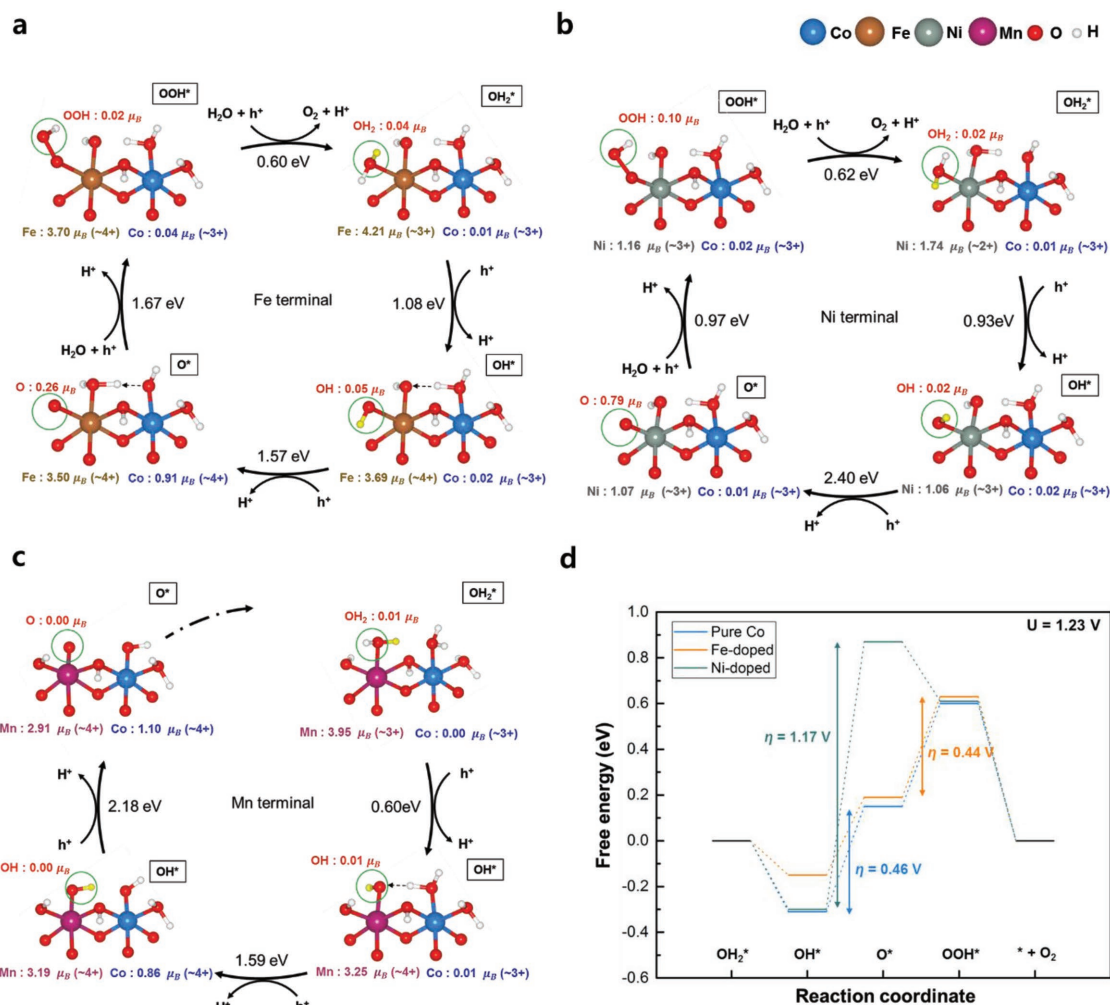 a
OOH*
OOH : 0.02 μB
H₂O + h⁺
O₂ + H⁺
0.60 eV
OH₂*
OH₂ : 0.04 μB
Fe : 3.70 μB (~4+) Co : 0.04 μB (~3+)
Fe : 4.21 μB (~3+) Co : 0.01 μB (~3+)
H⁺
1.67 eV
H₂O + h⁺
Fe terminal
h⁺
1.08 eV
H⁺
O*
O : 0.26 μB
OH*
OH : 0.05 μB
Fe : 3.50 μB (~4+) Co : 0.91 μB (~4+)
1.57 eV
H⁺
h⁺
Fe : 3.69 μB (~4+) Co : 0.02 μB (~3+)
b
Co Fe Ni Mn O H
OOH*
OOH : 0.10 μB
H₂O + h⁺
O₂ + H⁺
0.62 eV
OH₂*
OH₂ : 0.02 μB
Ni : 1.16 μB (~3+) Co : 0.02 μB (~3+)
Ni : 1.74 μB (~2+) Co : 0.01 μB (~3+)
H⁺
0.97 eV
H₂O + h⁺
Ni terminal
h⁺
0.93eV
H⁺
O*
O : 0.79 μB
OH*
OH : 0.02 μB
Ni : 1.07 μB (~3+) Co : 0.01 μB (~3+)
2.40 eV
H⁺
h⁺
Ni : 1.06 μB (~3+) Co : 0.02 μB (~3+)
c
O*
O : 0.00 μB
OH₂*
OH₂ : 0.01 μB
Mn : 2.91 μB (~4+) Co : 1.10 μB (~4+)
Mn : 3.95 μB (~3+) Co : 0.00 μB (~3+)
H⁺
2.18 eV
h⁺
Mn terminal
h⁺
0.60eV
H⁺
OH*
OH : 0.00 μB
OH*
OH : 0.01 μB
Mn : 3.19 μB (~4+) Co : 0.86 μB (~4+)
1.59 eV
H⁺
h⁺
Mn : 3.25 μB (~4+) Co : 0.01 μB (~3+)
d
Free energy (eV)
1.0
0.8
0.6
0.4
0.2
0.0
-0.2
-0.4
-0.6
Pure Co
Fe-doped
Ni-doped
U = 1.23 V
η = 1.17 V
η = 0.44 V
η = 0.46 V
OH₂* OH* O* OOH* * + O₂
Reaction coordinate